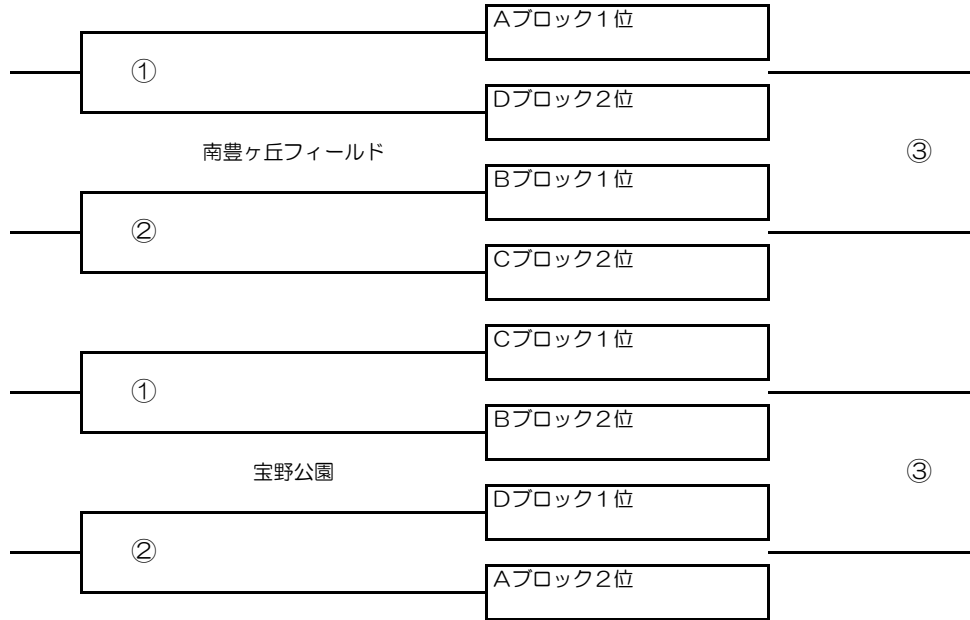 Aブロック1位
①
Dブロック2位
南豊ヶ丘フィールド
③
Bブロック1位
②
Cブロック2位
Cブロック1位
①
Bブロック2位
宝野公園
③
Dブロック1位
②
Aブロック2位